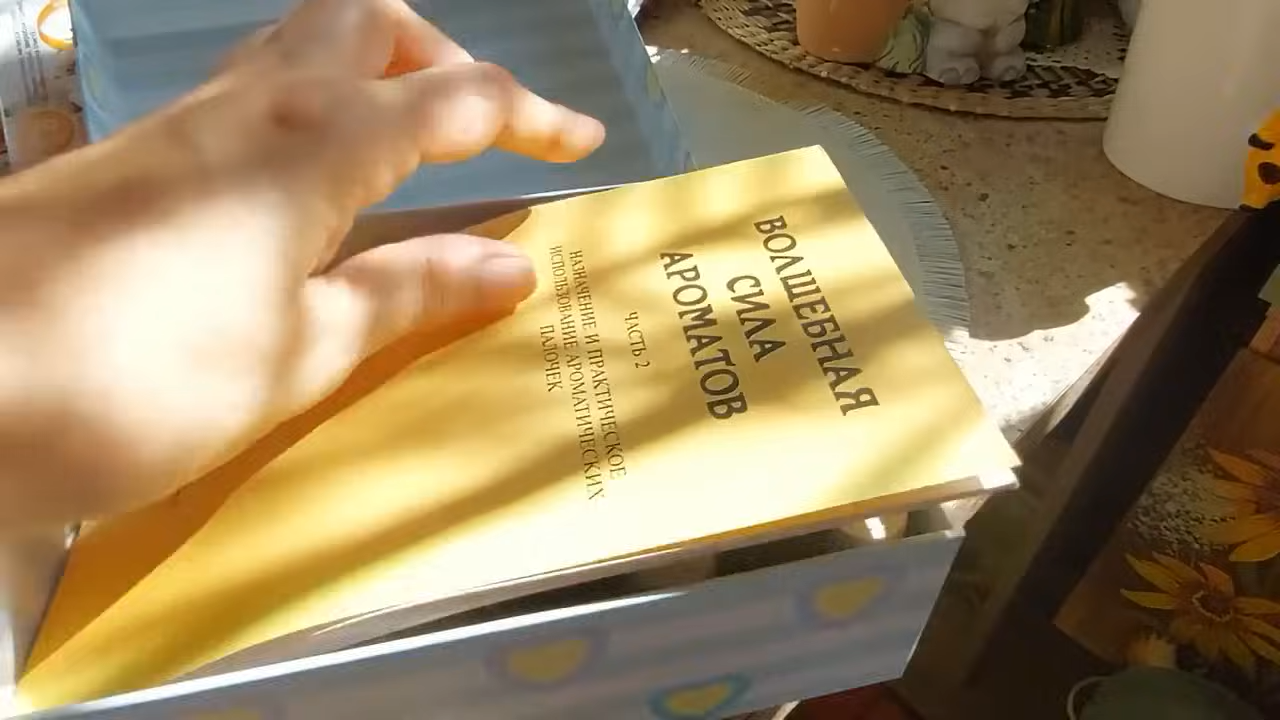 ВОЛШЕБНАЯ
СИЛА
АРОМАТОВ
ЧАСТЬ 2
НАЗНАЧЕНИЕ И ПРАКТИЧЕСКОЕ
ИСПОЛЬЗОВАНИЕ АРОМАТИЧЕСКИХ
ПАЛОЧЕК